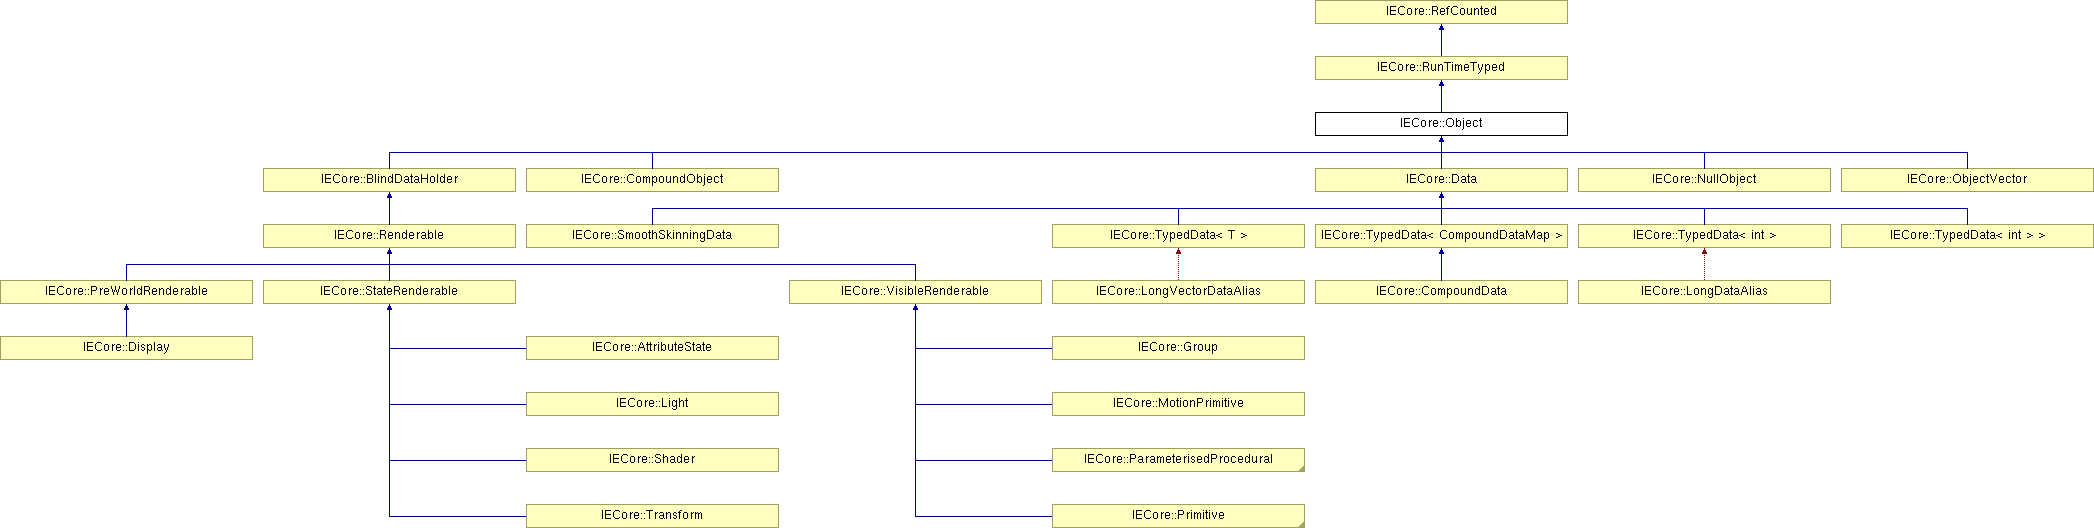 IECore::RefCounted
IECore::RunTimeTyped
IECore::Object
IECore::BlindDataHolder
IECore::CompoundObject
IECore::Data
IECore::NullObject
IECore::ObjectVector
IECore::Renderable
IECore::SmoothSkinningData
IECore::TypedData< T >
IECore::TypedData< CompoundDataMap >
IECore::TypedData< int >
IECore::TypedData< int > >
IECore::PreWorldRenderable
IECore::StateRenderable
IECore::VisibleRenderable
IECore::LongVectorDataAlias
IECore::CompoundData
IECore::LongDataAlias
IECore::Display
IECore::AttributeState
IECore::Group
IECore::Light
IECore::MotionPrimitive
IECore::Shader
IECore::ParameterisedProcedural
IECore::Transform
IECore::Primitive